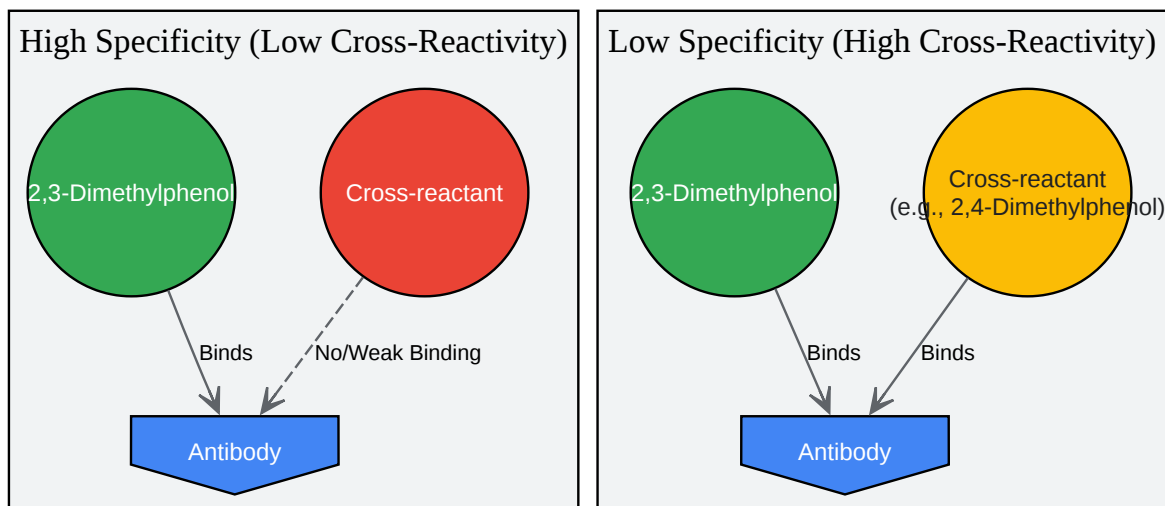 High Specificity (Low Cross-Reactivity)
2,3-Dimethylphenol
Cross-reactant
Binds
No/Weak Binding
Antibody
Low Specificity (High Cross-Reactivity)
2,3-Dimethylphenol
Cross-reactant
(e.g., 2,4-Dimethylphenol)
Binds
Binds
Antibody